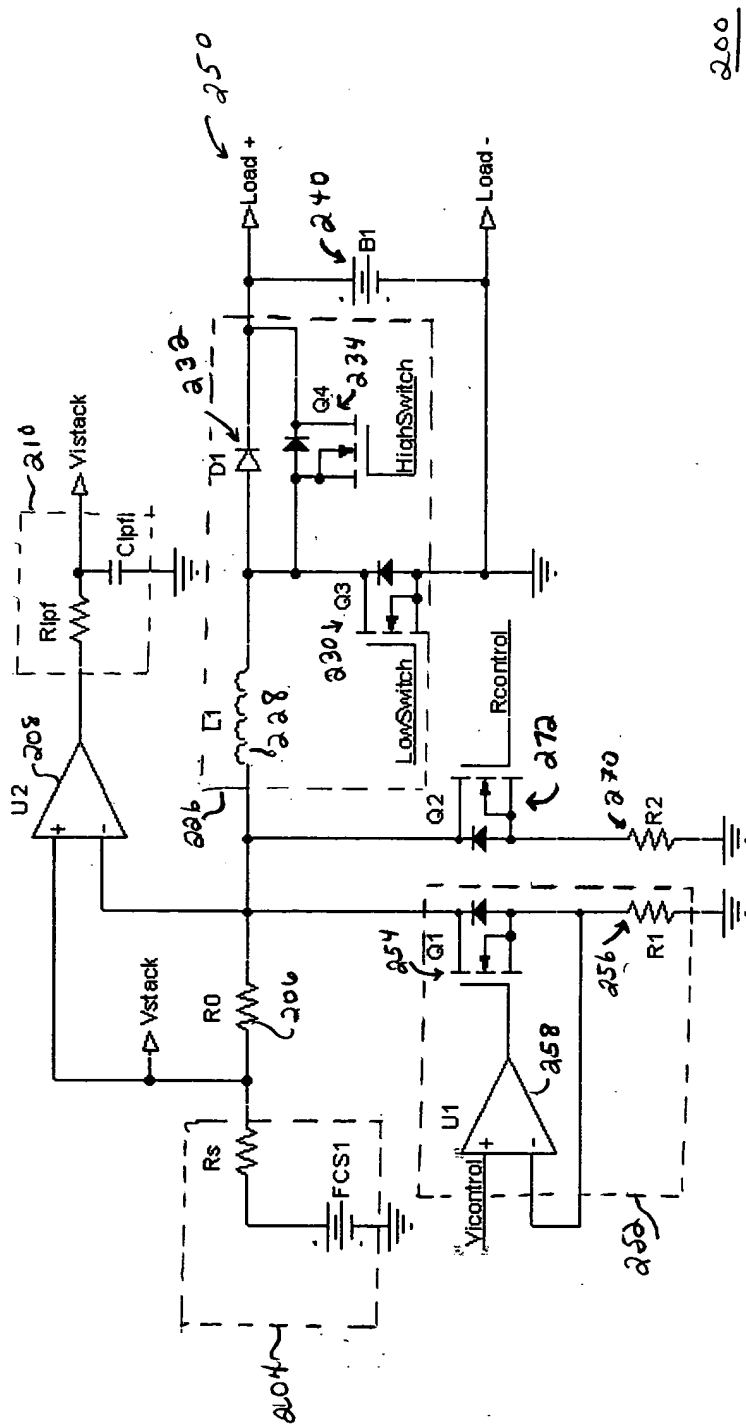 200
250
Load +
Load -
240
B1
232
D1
Q4
234
HighSwitch
210
Vistack
Clpfl
Rlpf
Q3
230
LowSwitch
L1
228
226
U2
208
Rcontrol
Q2
272
270
R2
Vstack
R0
206
254
Q1
256
R1
258
U1
Vicontrol
252
Rs
FCS1
204